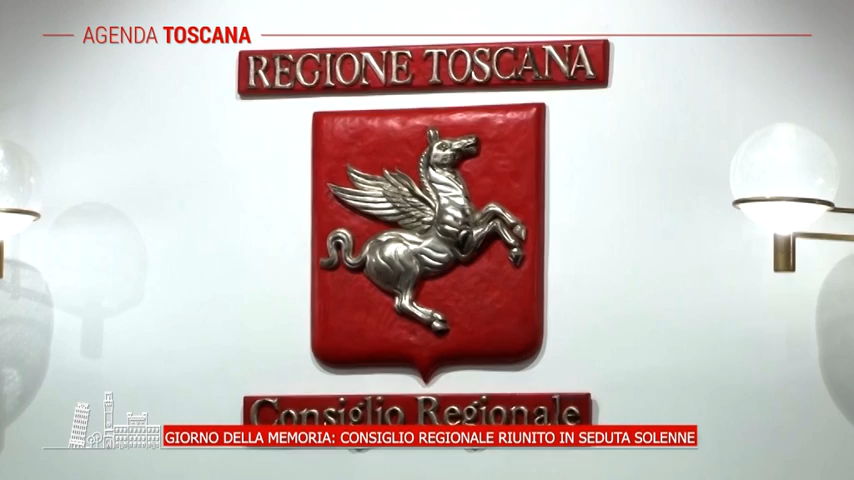 AGENDA TOSCANA
REGIONE TOSCANA
Consiglio Regionale
GIORNO DELLA MEMORIA: CONSIGLIO REGIONALE RIUNITO IN SEDUTA SOLENNE